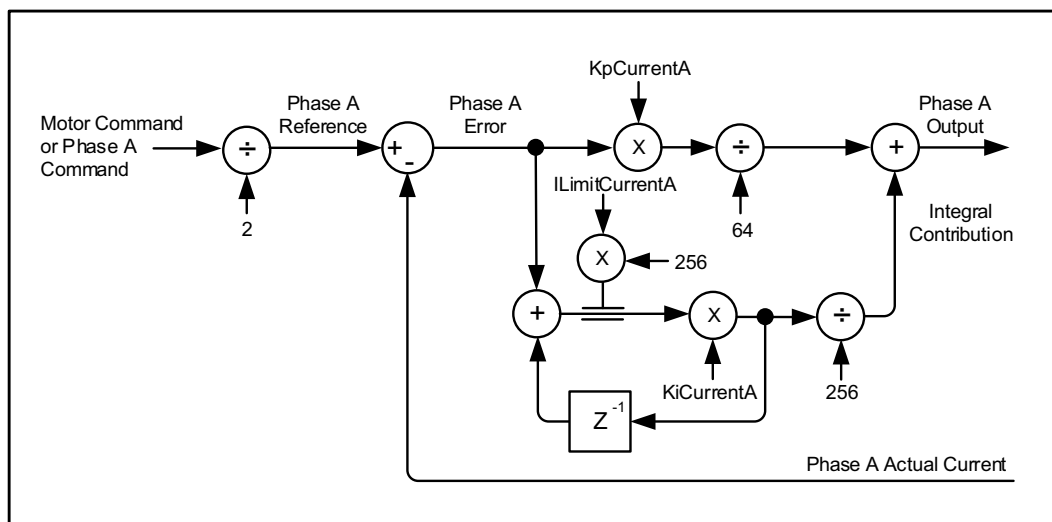 KpCurrentA
Motor Command
or Phase A
Command
÷
2
Phase A
Reference
+
-
Phase A
Error
X
÷
64
+
Phase A
Output
ILimitCurrentA
X
256
Integral
Contribution
+
X
KiCurrentA
÷
256
Z -1
Phase A Actual Current